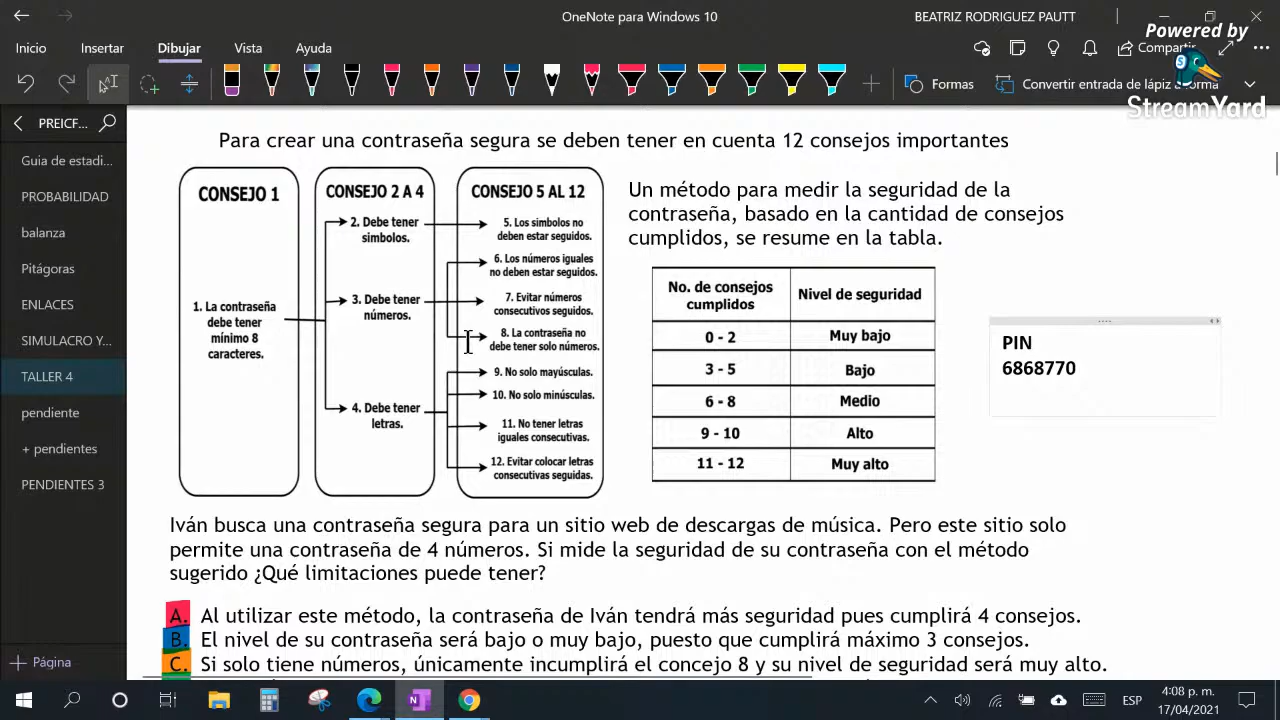 OneNote para Windows 10
BEATRIZ RODRIGUEZ PAUTT
Powered by
StreamYard
Inicio
Insertar
Dibujar
Vista
Ayuda
Compartir
Formas
Convertir entrada de lápiz a forma
PREICF...
Guia de estadi...
PROBABILIDAD
balanza
Pitágoras
ENLACES
SIMULACRO Y...
TALLER 4
pendiente
+ pendientes
PENDIENTES 3
Página
Para crear una contraseña segura se deben tener en cuenta 12 consejos importantes
CONSEJO 1
1. La contraseña
debe tener
mínimo 8
caracteres.
CONSEJO 2 A 4
2. Debe tener
símbolos.
3. Debe tener
números.
4. Debe tener
letras.
CONSEJO 5 AL 12
5. Los símbolos no
deben estar seguidos.
6. Los números iguales
no deben estar seguidos.
7. Evitar números
consecutivos seguidos.
8. La contraseña no
debe tener solo números.
9. No solo mayúsculas.
10. No solo minúsculas.
11. No tener letras
iguales consecutivas.
12. Evitar colocar letras
consecutivas seguidas.
Un método para medir la seguridad de la
contraseña, basado en la cantidad de consejos
cumplidos, se resume en la tabla.
No. de consejos
cumplidos
Nivel de seguridad
0 - 2 Muy bajo
3 - 5 Bajo
6 - 8 Medio
9 - 10 Alto
11 - 12 Muy alto
PIN
6868770
Iván busca una contraseña segura para un sitio web de descargas de música. Pero este sitio solo
permite una contraseña de 4 números. Si mide la seguridad de su contraseña con el método
sugerido ¿Qué limitaciones puede tener?
A. Al utilizar este método, la contraseña de Iván tendrá más seguridad pues cumplirá 4 consejos.
B. El nivel de su contraseña será bajo o muy bajo, puesto que cumplirá máximo 3 consejos.
C. Si solo tiene números, únicamente incumplirá el concejo 8 y su nivel de seguridad será muy alto.
ESP
4:08 p. m.
17/04/2021